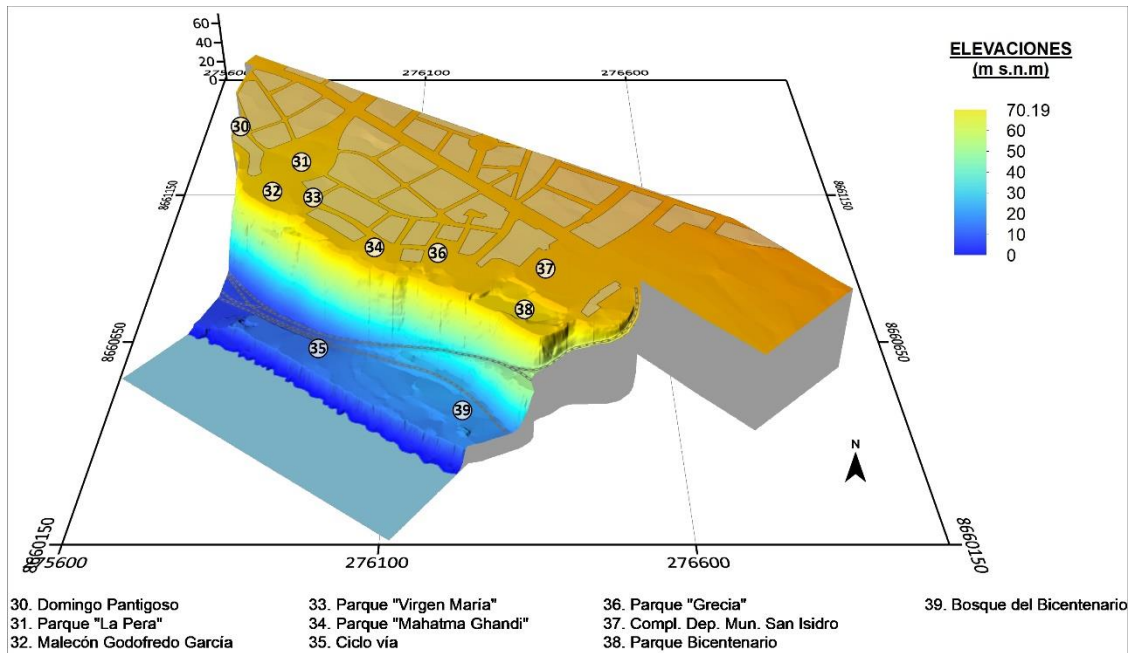 60
40
20
0
275600
276100
276600
ELEVACIONES
(m s.n.m)
70.19
60
50
40
30
20
10
0
30
31
32
33
34
36
37
38
35
39
8661150
8661150
8660650
8660650
N
8660150
8660150
275600
276100
276600
30. Domingo Pantigoso
31. Parque "La Pera"
32. Malecón Godofredo García
33. Parque "Virgen María"
34. Parque "Mahatma Ghandi"
35. Ciclo vía
36. Parque "Grecia"
37. Compl. Dep. Mun. San Isidro
38. Parque Bicentenario
39. Bosque del Bicentenario